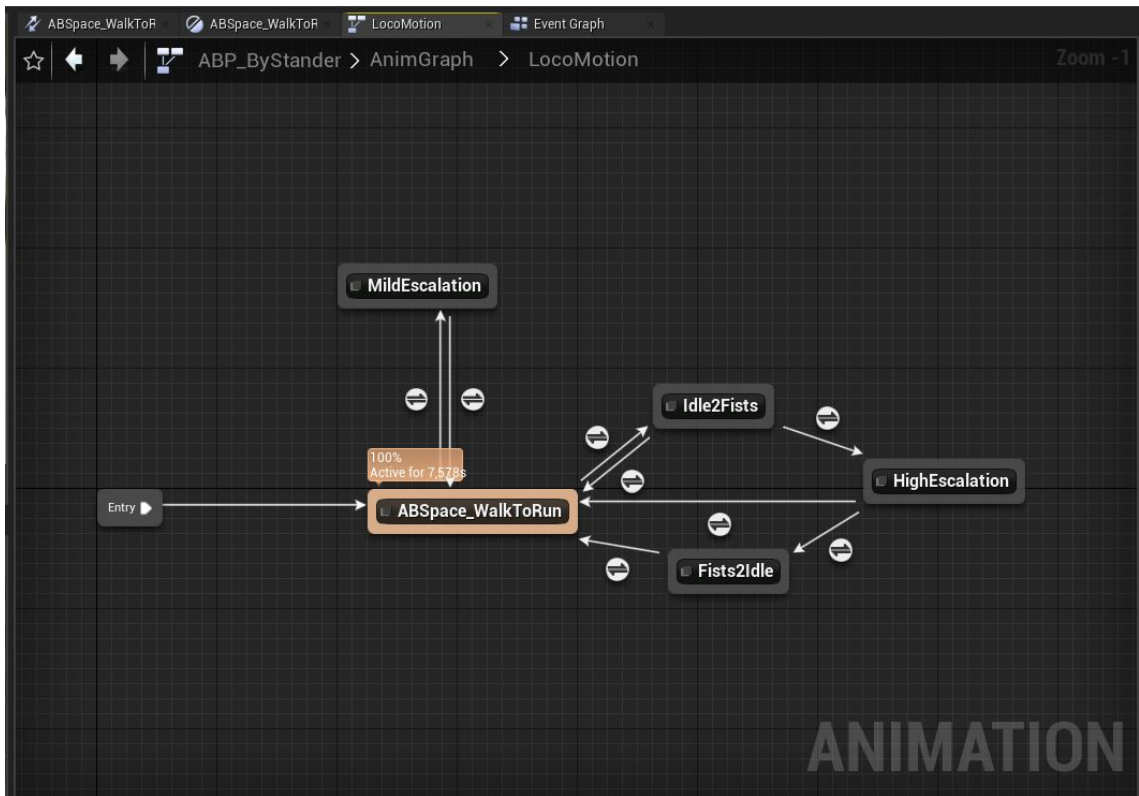 ABSpace_WalkToR
ABSpace_WalkToR
LocoMotion
Event Graph
ABP_ByStander > AnimGraph > LocoMotion
Zoom -1
MildEscalation
Idle2Fists
100%
Active for 7,578s
HighEscalation
Entry
ABSpace_WalkToRun
Fists2Idle
ANIMATION